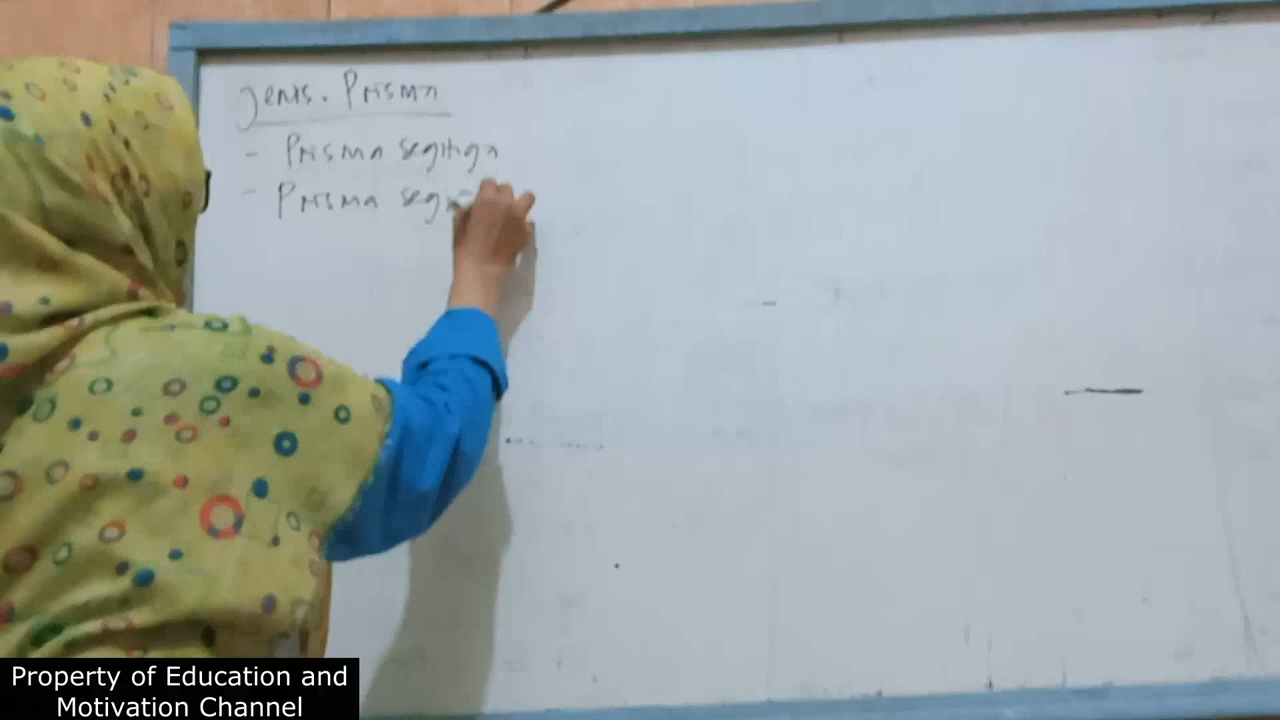 Jenis. Prisma
- Prisma segitiga
- Prisma seg
Property of Education and
Motivation Channel